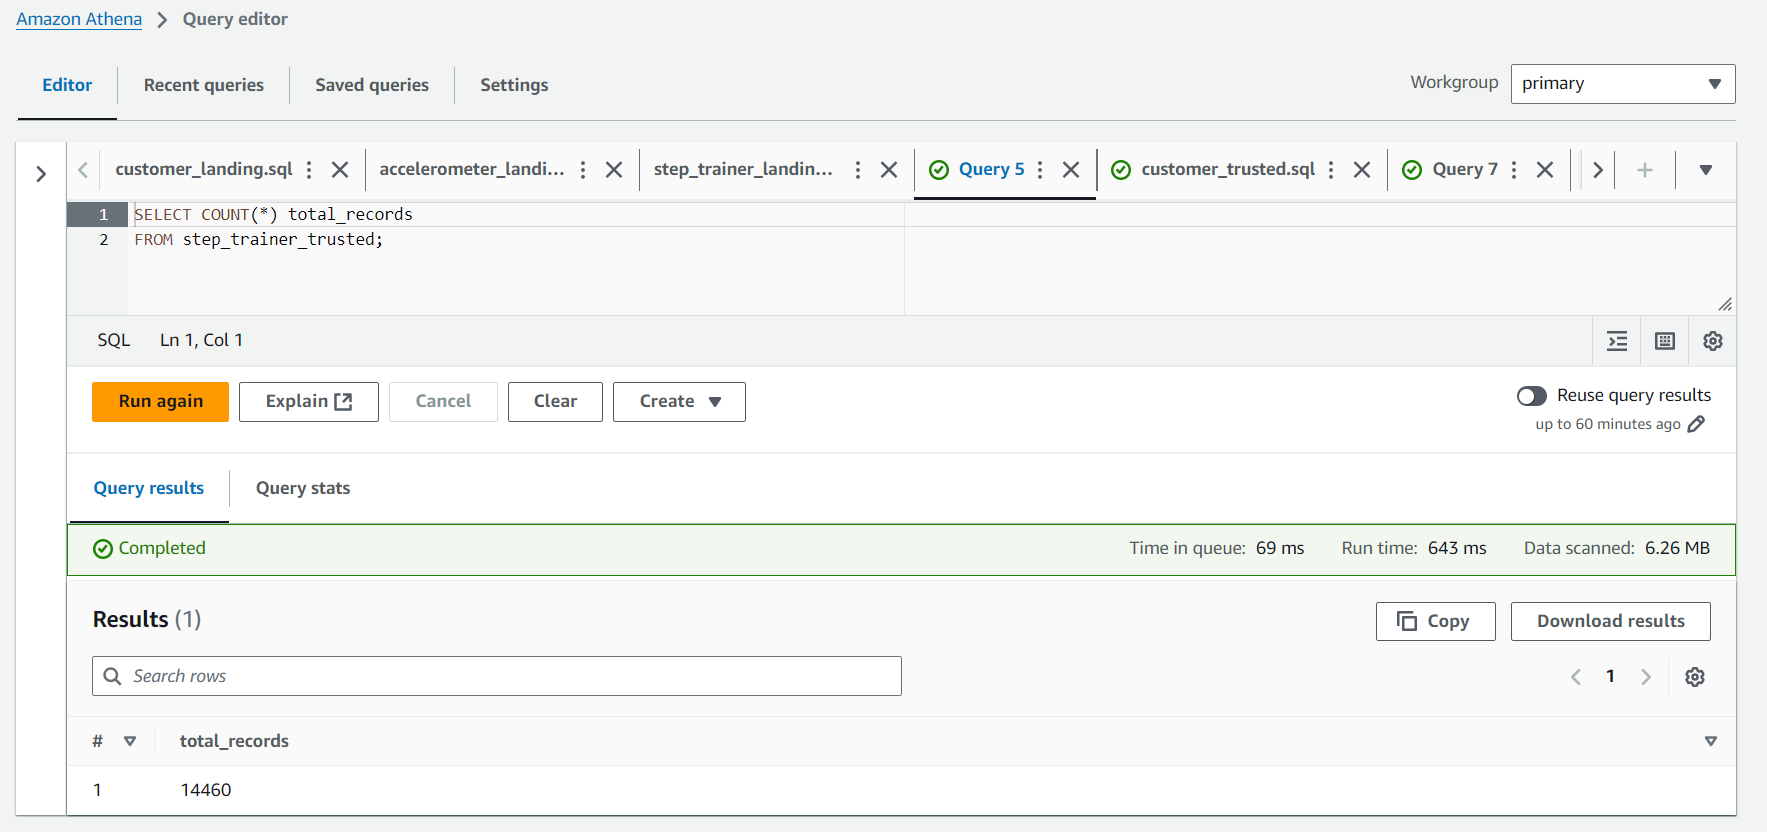 Amazon Athena > Query editor
Editor Recent queries Saved queries Settings Workgroup primary
customer_landing.sql accelerometer_landi... step_trainer_landin... Query 5 customer_trusted.sql Query 7
1 SELECT COUNT(*) total_records
2 FROM step_trainer_trusted;
SQL Ln 1, Col 1
Run again Explain Cancel Clear Create Reuse query results
up to 60 minutes ago
Query results Query stats
Completed Time in queue: 69 ms Run time: 643 ms Data scanned: 6.26 MB
Results (1) Copy Download results
Search rows 1
# total_records
1 14460